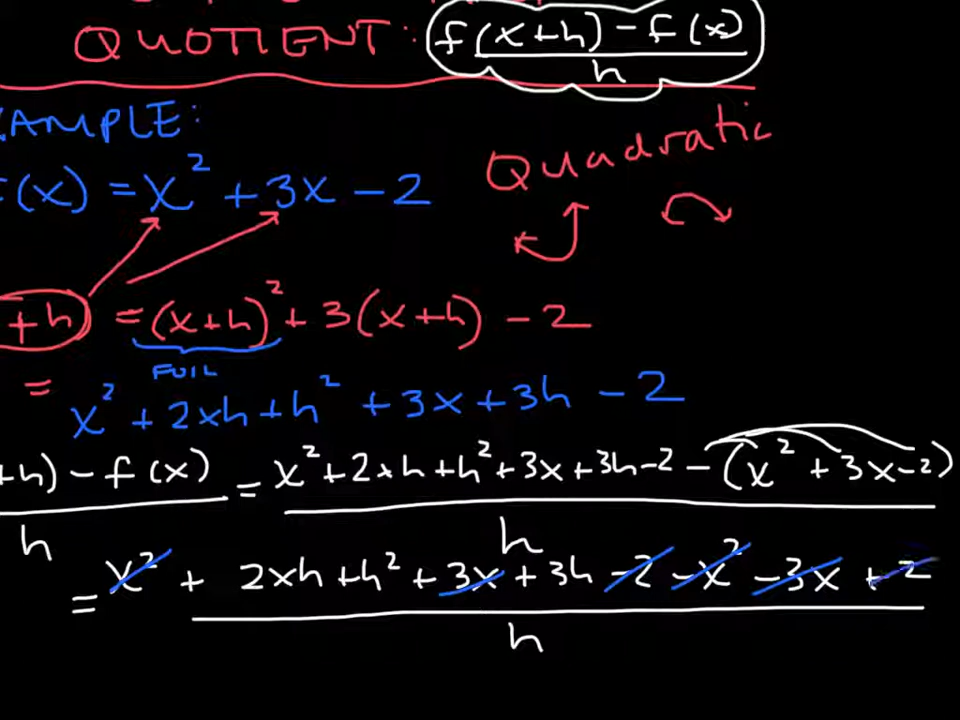 QUOTIENT: f(x+h) - f(x)
h
AMPLE:
Quadratic
(x) = x² + 3x - 2
+h) = (x+h)² + 3(x+h) - 2
FOIL
= x² + 2xh + h² + 3x + 3h - 2
+h) - f(x) = x² + 2xh + h² + 3x + 3h - 2 - (x² + 3x - 2)
h h
= x² + 2xh + h² + 3x + 3h - 2 - x² - 3x + 2
h